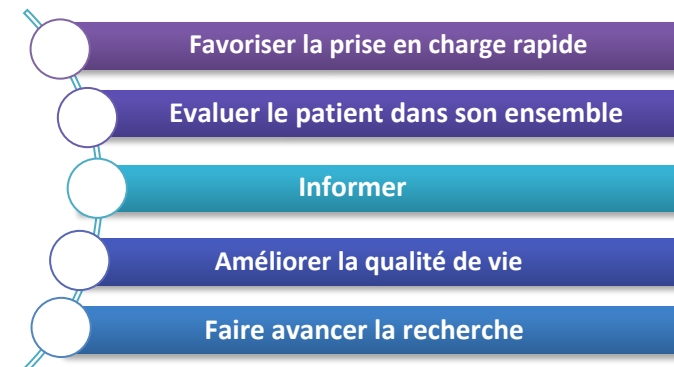 Favoriser la prise en charge rapide
Evaluer le patient dans son ensemble
Informer
Améliorer la qualité de vie
Faire avancer la recherche